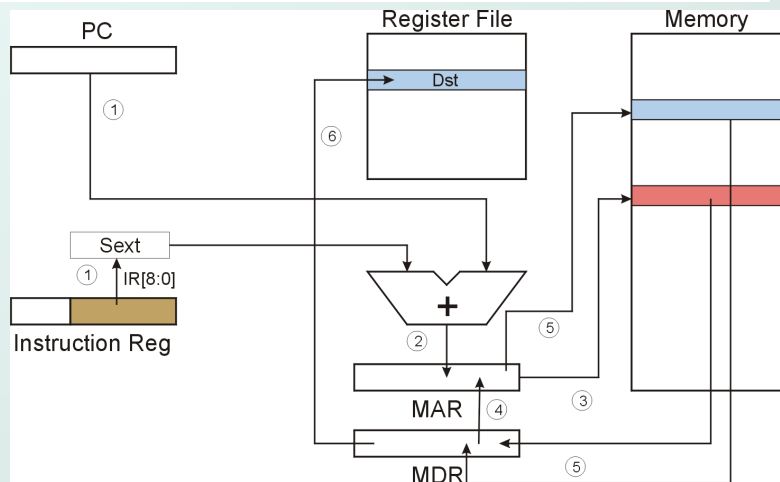 PC
Register File
Memory
Dst
1
6
Sext
1
IR[8:0]
+
Instruction Reg
2
5
3
MAR
4
MDR
5